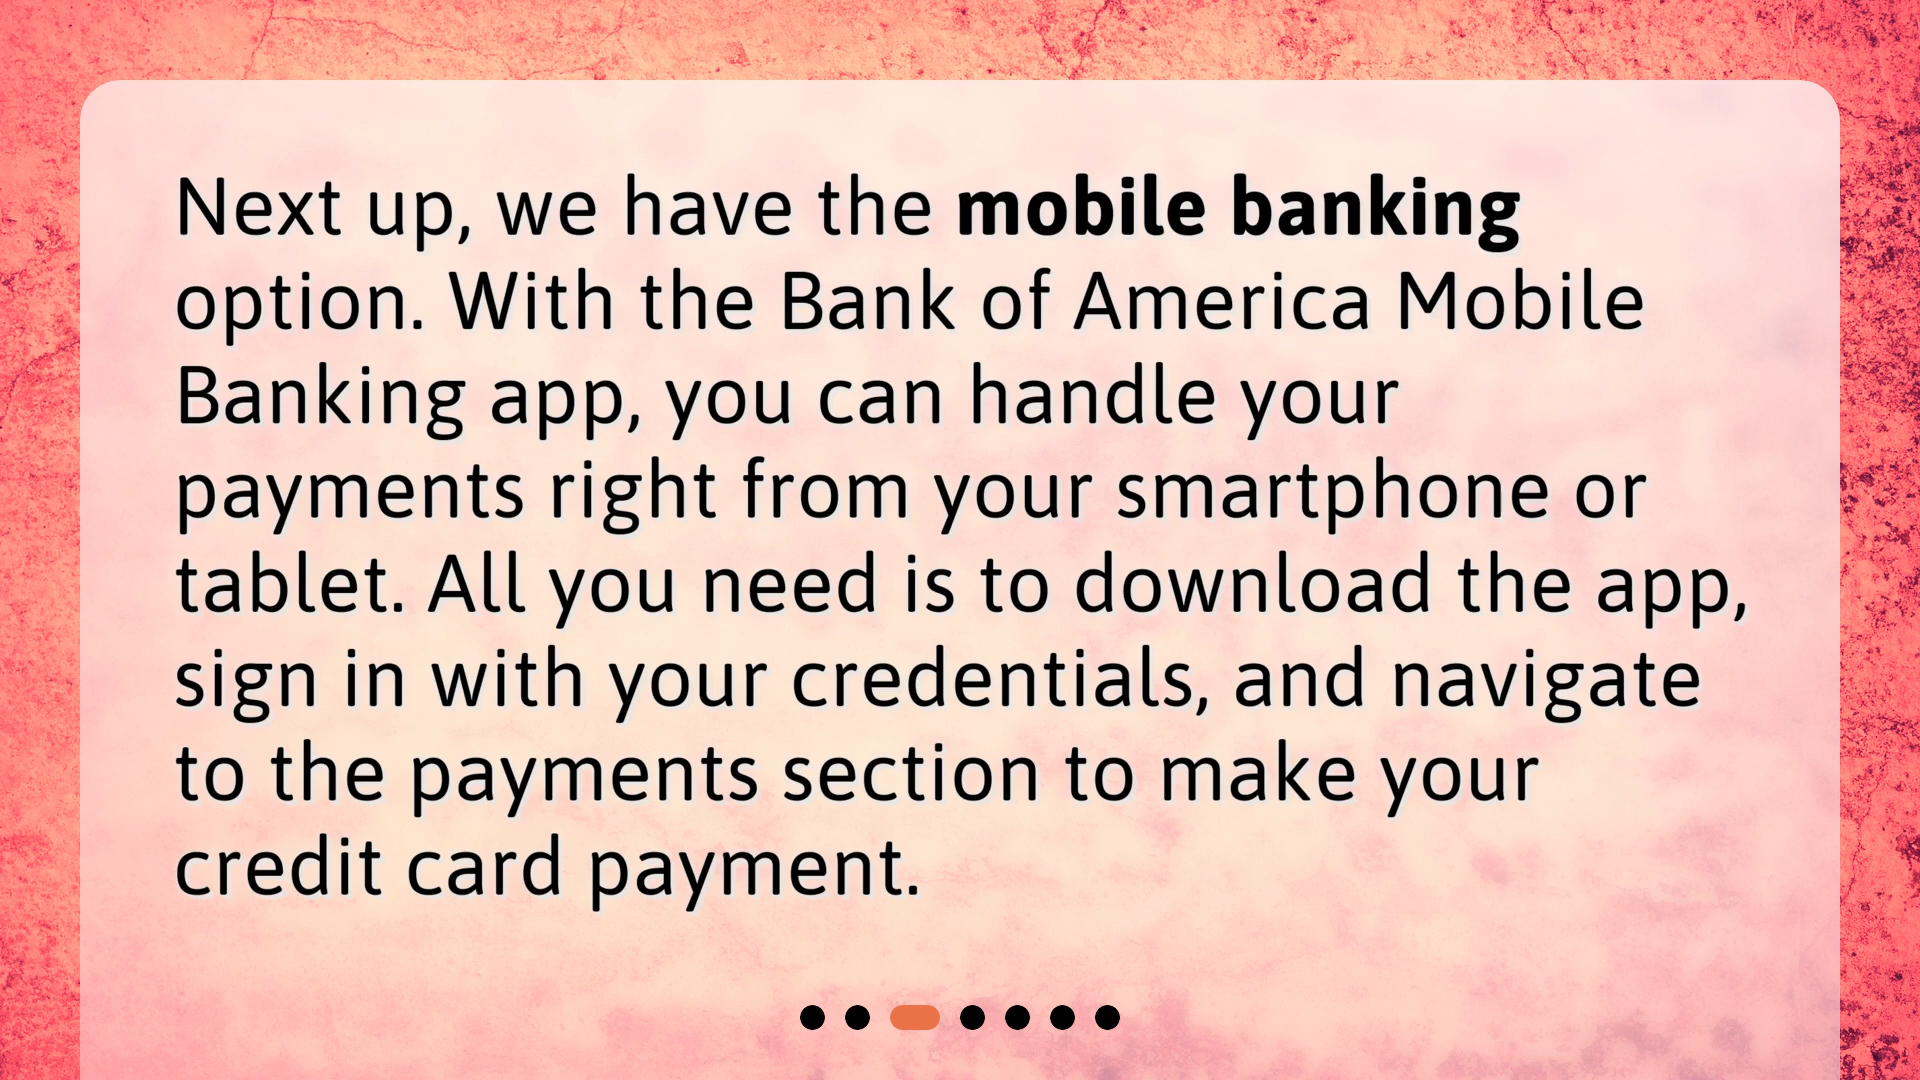 Next up, we have the mobile banking
option. With the Bank of America Mobile
Banking app, you can handle your
payments right from your smartphone or
tablet. All you need is to download the app,
sign in with your credentials, and navigate
to the payments section to make your
credit card payment.